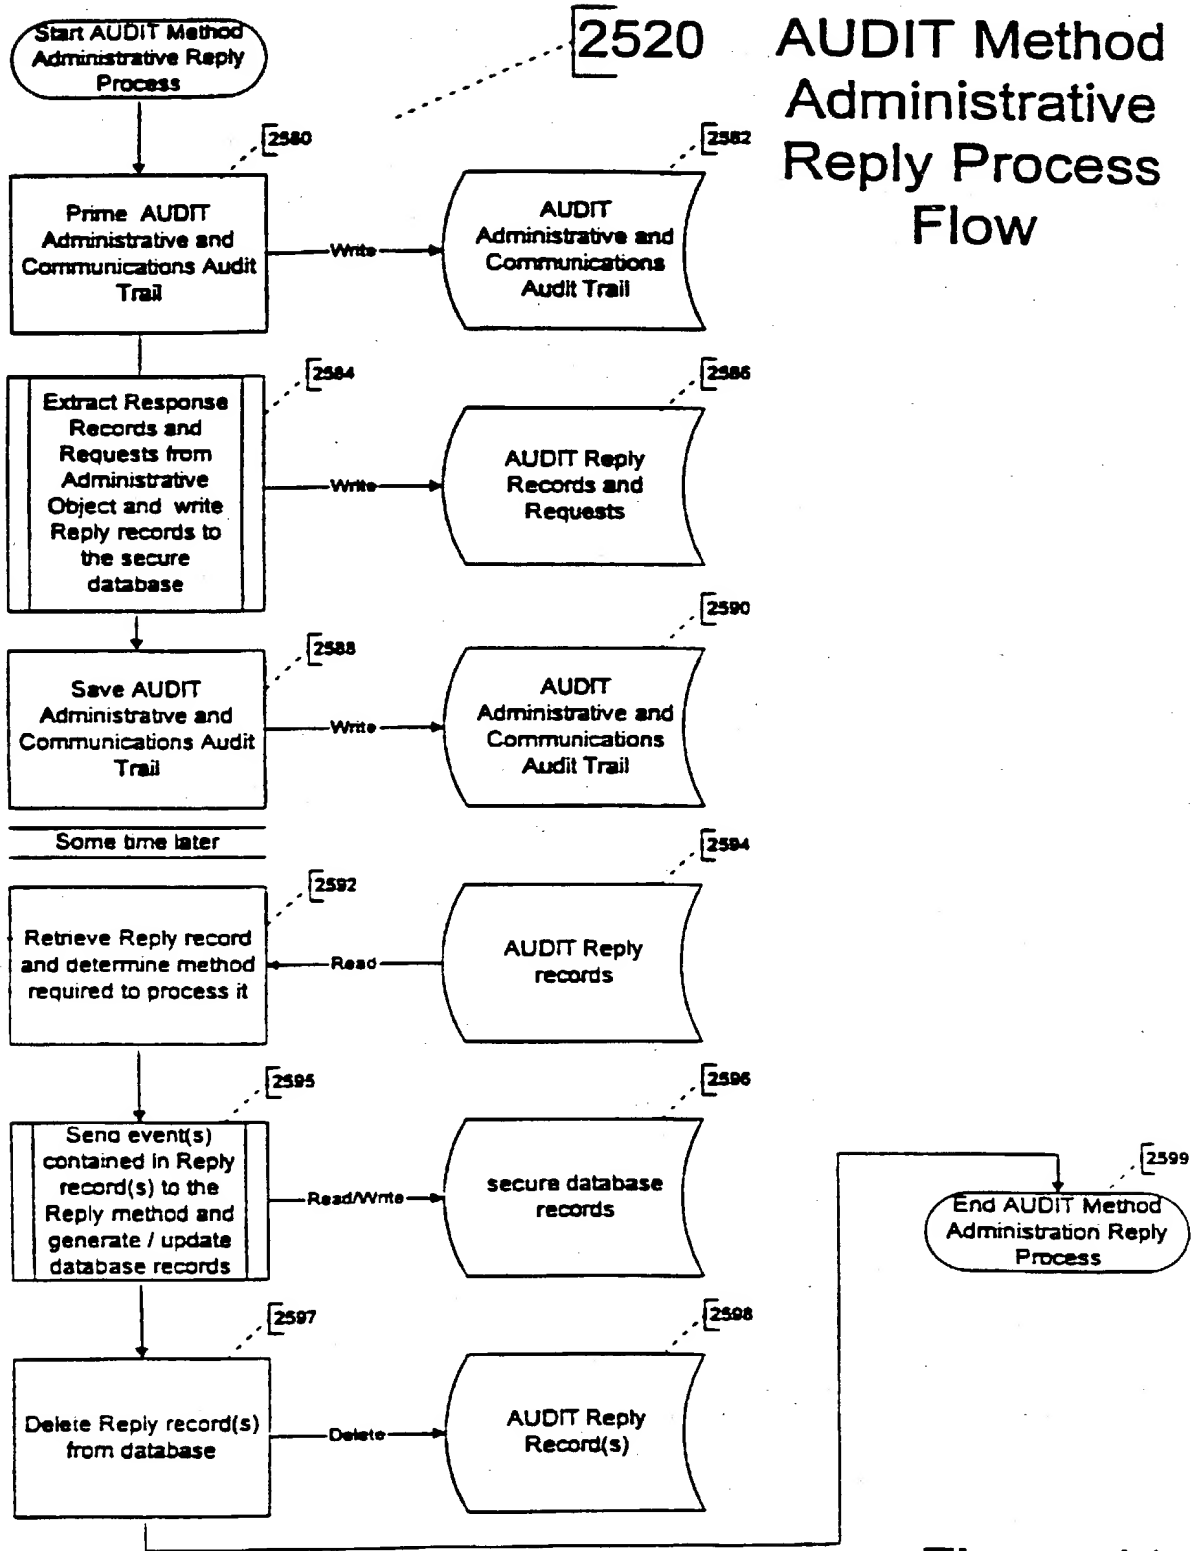 Start AUDIT Method
Administrative Reply
Process
2520
AUDIT Method
Administrative
Reply Process
Flow
2580
Prime AUDIT
Administrative and
Communications Audit
Trail
Write
2582
AUDIT
Administrative and
Communications
Audit Trail
2584
Extract Response
Records and
Requests from
Administrative
Object and write
Reply records to
the secure
database
Write
2586
AUDIT Reply
Records and
Requests
2588
Save AUDIT
Administrative and
Communications Audit
Trail
Write
2590
AUDIT
Administrative and
Communications
Audit Trail
Some time later
2592
Retrieve Reply record
and determine method
required to process it
Read
2594
AUDIT Reply
records
2595
Send event(s)
contained in Reply
record(s) to the
Reply method and
generate / update
database records
Read/Write
2596
secure database
records
2597
Delete Reply record(s)
from database
Delete
2598
AUDIT Reply
Record(s)
2599
End AUDIT Method
Administration Reply
Process